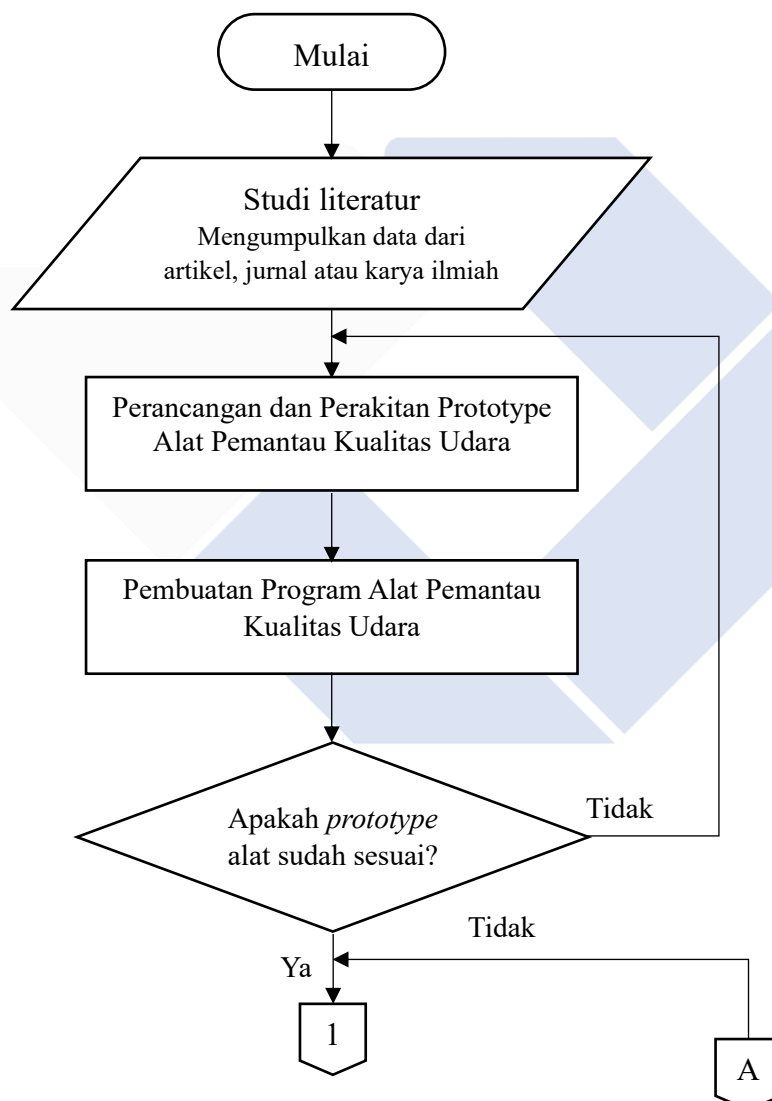 Mulai
Studi literatur
Mengumpulkan data dari
artikel, jurnal atau karya ilmiah
Perancangan dan Perakitan Prototype
Alat Pemantau Kualitas Udara
Pembuatan Program Alat Pemantau
Kualitas Udara
Apakah prototype
alat sudah sesuai?
Tidak
Tidak
Ya
1
A